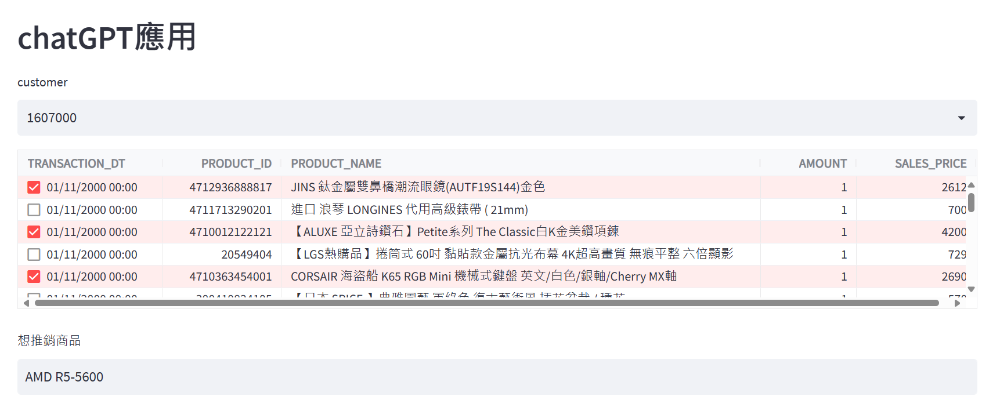 chatGPT應用
customer
1607000
TRANSACTION_DT PRODUCT_ID PRODUCT_NAME AMOUNT SALES_PRICE
01/11/2000 00:00 4712936888817 JINS 鈦金屬雙鼻橋潮流眼鏡(AUTF19S144)金色 1 2612
01/11/2000 00:00 4711713290201 進口 浪琴 LONGINES 代用高級錶帶 ( 21mm) 1 700
01/11/2000 00:00 4710012122121 【ALUXE 亞立詩鑽石】Petite系列 The Classic白K金美鑽項鍊 1 4200
01/11/2000 00:00 20549404 【LGS熱購品】捲筒式 60吋 黏貼款金屬抗光布幕 4K超高畫質 無痕平整 六倍顯影 1 729
01/11/2000 00:00 4710363454001 CORSAIR 海盜船 K65 RGB Mini 機械式鍵盤 英文/白色/銀軸/Cherry MX軸 1 2690
01/11/2000 00:00
想推銷商品
AMD R5-5600